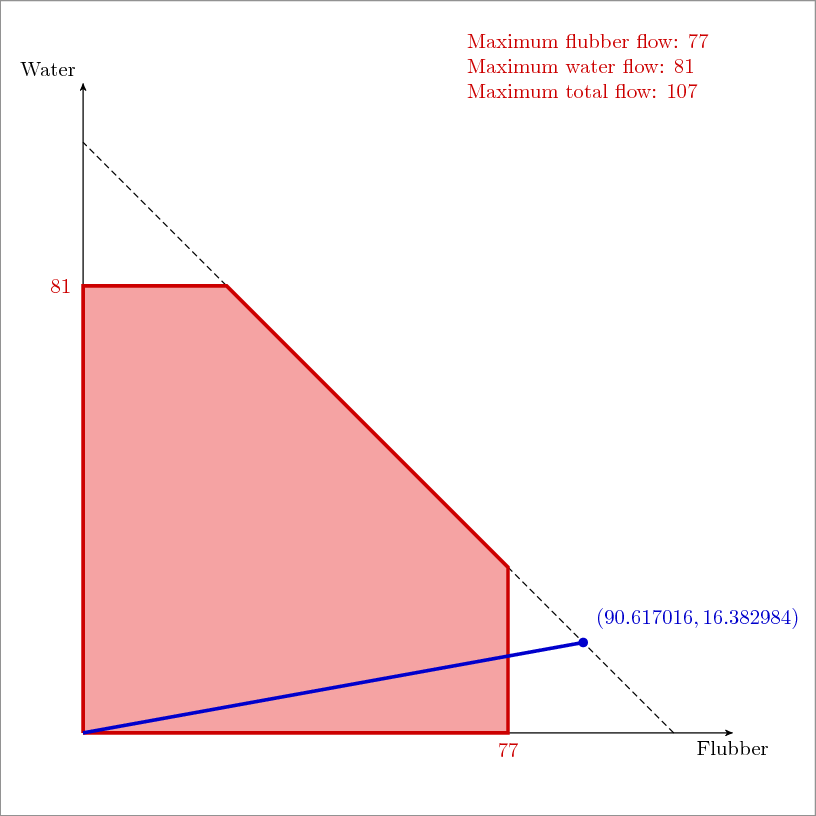 Maximum flubber flow: 77
Maximum water flow: 81
Maximum total flow: 107
Water
81
(90.617016, 16.382984)
77
Flubber